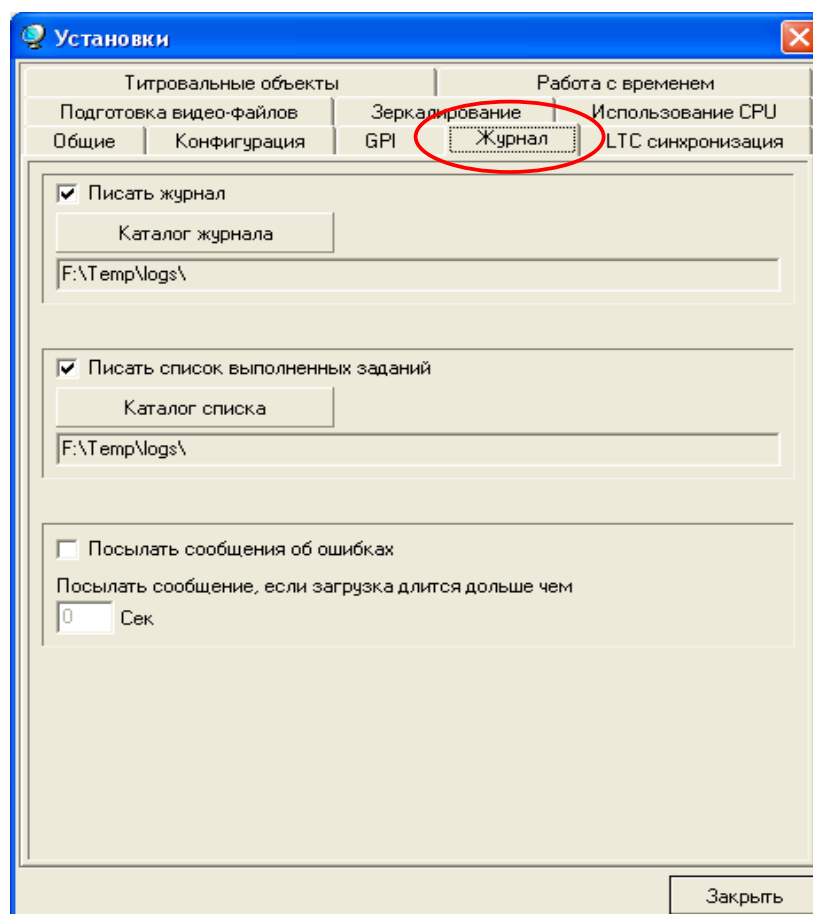 Установки
Титровальные объекты Работа с временем
Подготовка видео-файлов Зеркалирование Использование CPU
Общие Конфигурация GPI Журнал LTC синхронизация
Писать журнал
Каталог журнала
F:\Temp\logs\
Писать список выполненных заданий
Каталог списка
F:\Temp\logs\
Посылать сообщения об ошибках
Посылать сообщение, если загрузка длится дольше чем
0 Сек
Закрыть